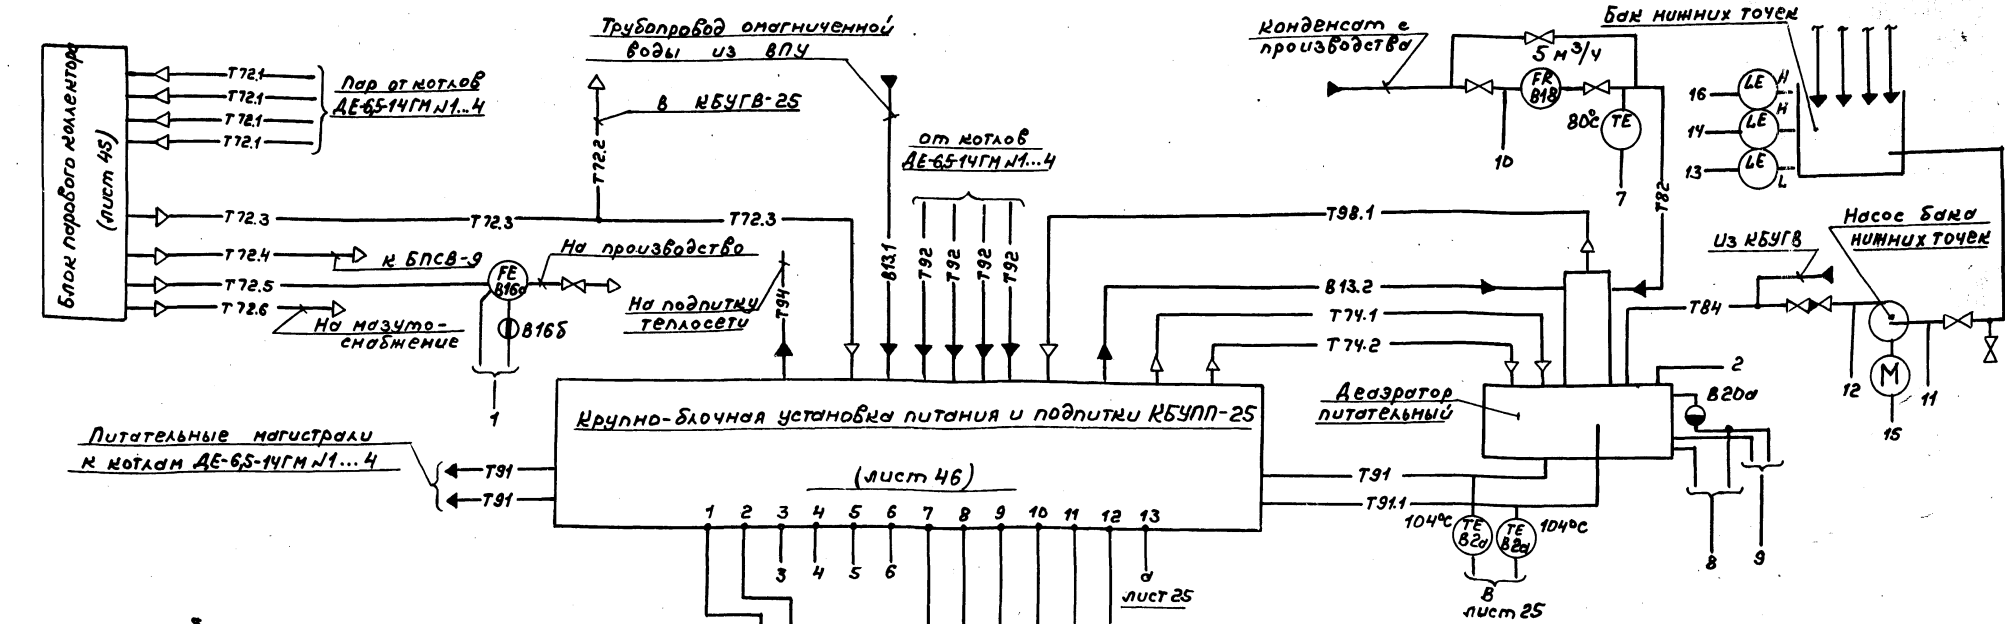 Блок парового коллектора
(лист 45)
Т72.1
Т72.1
Т72.1
Т72.1
Пар от котлов
ДЕ-6,5-14ГМ №1...4
Т72.3
Т72.3
Т72.3
Т72.4
к БПСВ-9
Т72.5
Т72.6
На мазуто-
снабжение
FE
В16а
В16б
1
На производство
Трубопровод омагниченной
воды из ВПУ
Т72.2
в КБУГВ-25
На подпитку
теплосети
Т94
В13.1
от котлов
ДЕ-6,5-14ГМ №1...4
Т92
Т92
Т92
Т92
Т98.1
В13.2
Т74.1
Т74.2
Конденсат с
производства
5 м³/ч
FR
В18
10
80°С
TE
7
Т82
Бак нижних точек
16
LE
H
14
LE
H
13
LE
L
Насос бака
нижних точек
Из КБУГВ
Т84
12
11
М
15
2
В20а
Деаэратор
питательный
8
9
Крупно-блочная установка питания и подпитки КБУПП-25
(лист 46)
Питательные магистрали
к котлам ДЕ-6,5-14ГМ №1...4
Т91
Т91
Т91
Т91.1
104°С
TE
В2а
TE
В2а
104°С
В
лист 25
1 2 3 4 5 6 7 8 9 10 11 12 13
3 4 5 6
а
лист 25